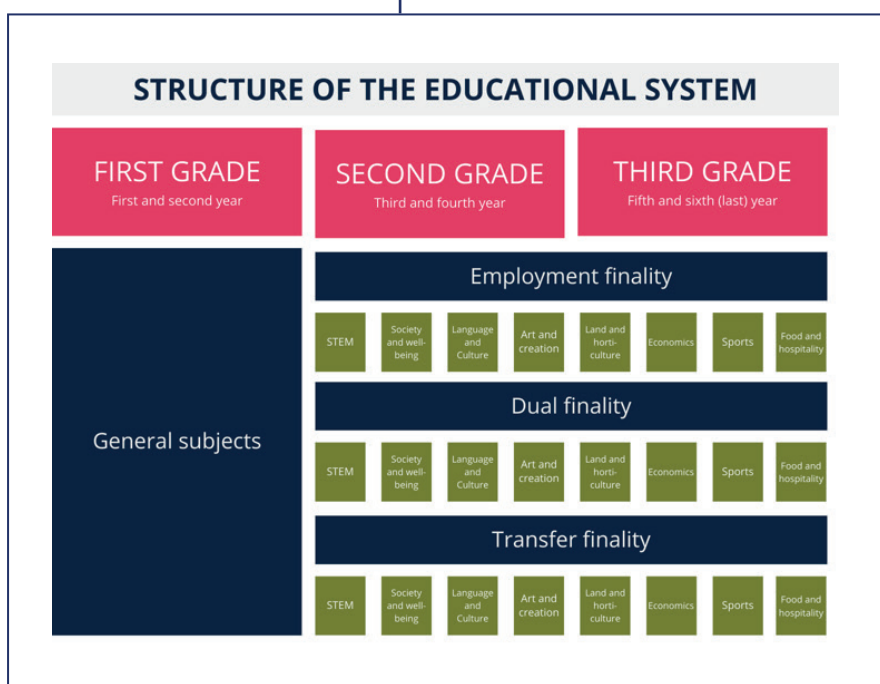 STRUCTURE OF THE EDUCATIONAL SYSTEM
FIRST GRADE
First and second year
SECOND GRADE
Third and fourth year
THIRD GRADE
Fifth and sixth (last) year
General subjects
Employment finality
STEM
Society
and well-
being
Language
and
Culture
Art and
creation
Land and
horti-
culture
Economics
Sports
Food and
hospitality
Dual finality
STEM
Society
and well-
being
Language
and
Culture
Art and
creation
Land and
horti-
culture
Economics
Sports
Food and
hospitality
Transfer finality
STEM
Society
and well-
being
Language
and
Culture
Art and
creation
Land and
horti-
culture
Economics
Sports
Food and
hospitality